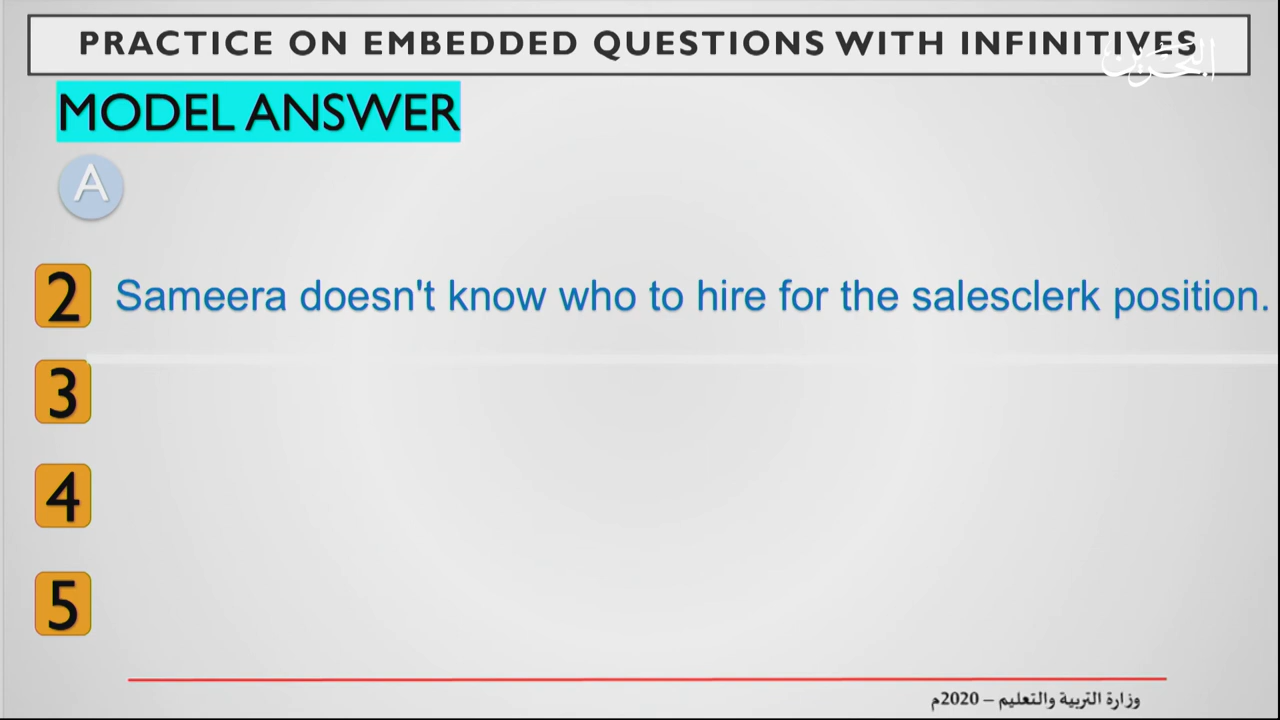 PRACTICE ON EMBEDDED QUESTIONS WITH INFINITIVES
البحرين
MODEL ANSWER
A
2 Sameera doesn't know who to hire for the salesclerk position.
3
4
5
وزارة التربية والتعليم – 2020م